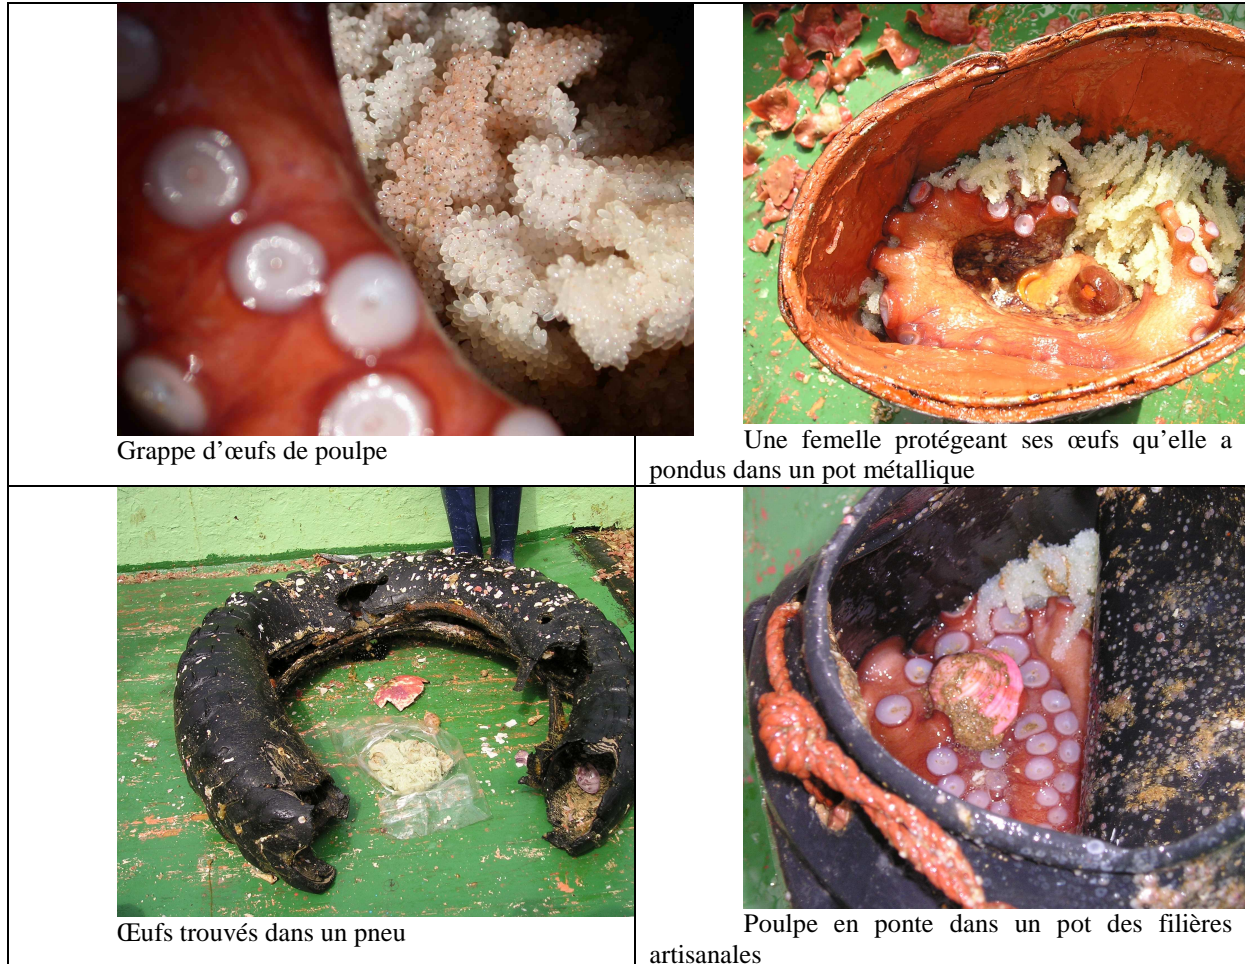 Grappe d’œufs de poulpe
Une femelle protégeant ses œufs qu’elle a
pondus dans un pot métallique
Œufs trouvés dans un pneu
Poulpe en ponte dans un pot des filières
artisanales